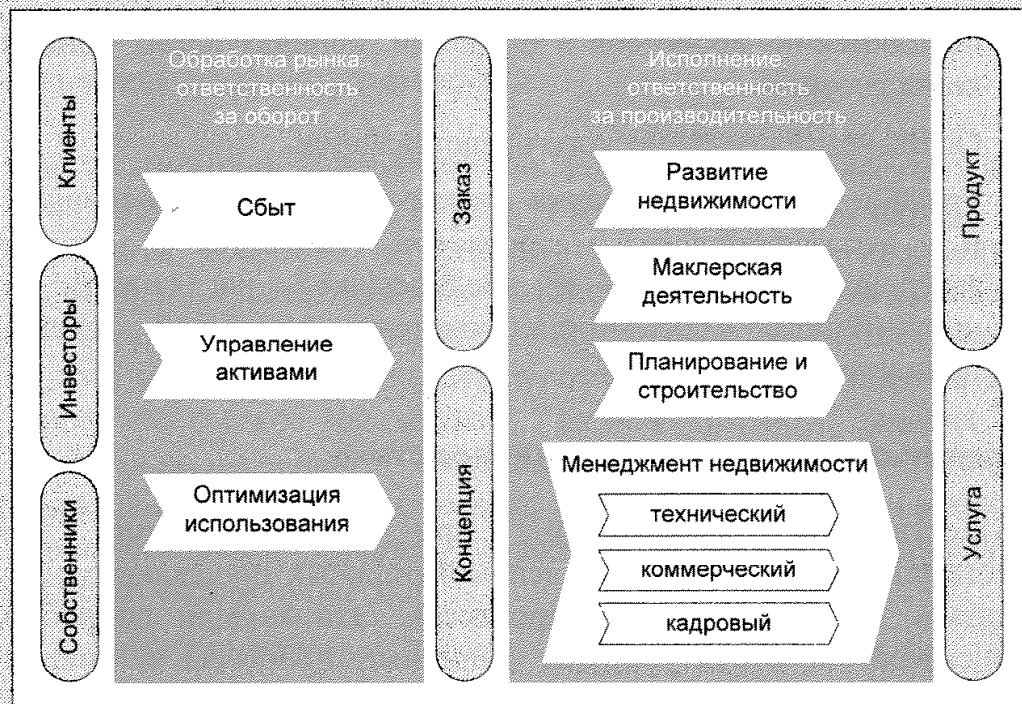 Клиенты
Инвесторы
Собственники
Обработка рынка
ответственность
за оборот
Сбыт
Управление
активами
Оптимизация
использования
Заказ
Концепция
Исполнение
ответственность
за производительность
Развитие
недвижимости
Маклерская
деятельность
Планирование и
строительство
Менеджмент недвижимости
технический
коммерческий
кадровый
Продукт
Услуга